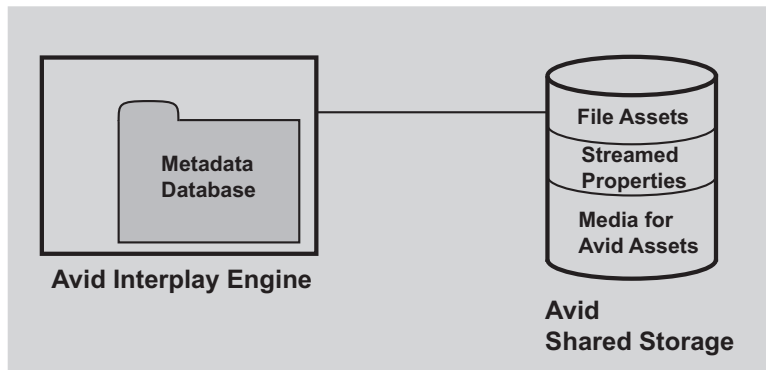 Metadata
Database
Avid Interplay Engine
File Assets
Streamed
Properties
Media for
Avid Assets
Avid
Shared Storage